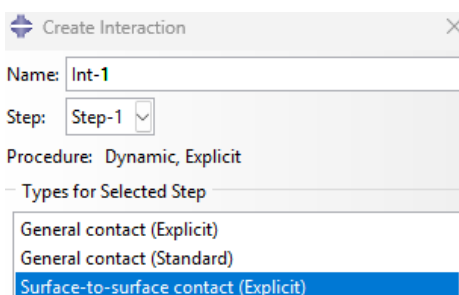 Create Interaction
Name: Int-1
Step: Step-1
Procedure: Dynamic, Explicit
Types for Selected Step
General contact (Explicit)
General contact (Standard)
Surface-to-surface contact (Explicit)